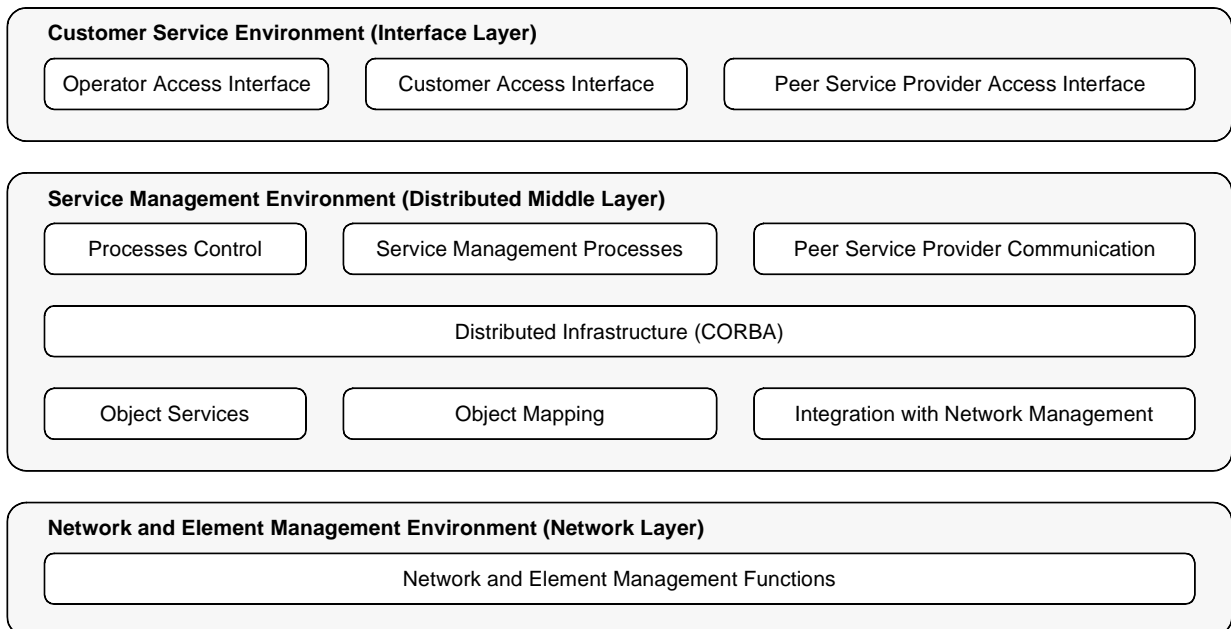 Customer Service Environment (Interface Layer)
Operator Access Interface
Customer Access Interface
Peer Service Provider Access Interface
Service Management Environment (Distributed Middle Layer)
Processes Control
Service Management Processes
Peer Service Provider Communication
Distributed Infrastructure (CORBA)
Object Services
Object Mapping
Integration with Network Management
Network and Element Management Environment (Network Layer)
Network and Element Management Functions